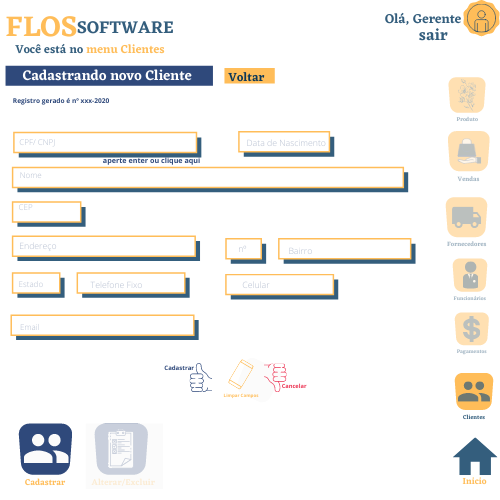 FLOSSOFTWARE
Olá, Gerente
sair
Você está no menu Clientes
Cadastrando novo Cliente
Voltar
Registro gerado é nº xxx-2020
CPF/ CNPJ
Data de Nascimento
aperte enter ou clique aqui
Nome
CEP
Endereço
nº
Bairro
Estado
Telefone Fixo
Celular
Email
Cadastrar
Limpar Campos
Cancelar
Produto
Vendas
Fornecedores
Funcionários
Pagamentos
Clientes
Início
Cadastrar
Alterar/Excluir